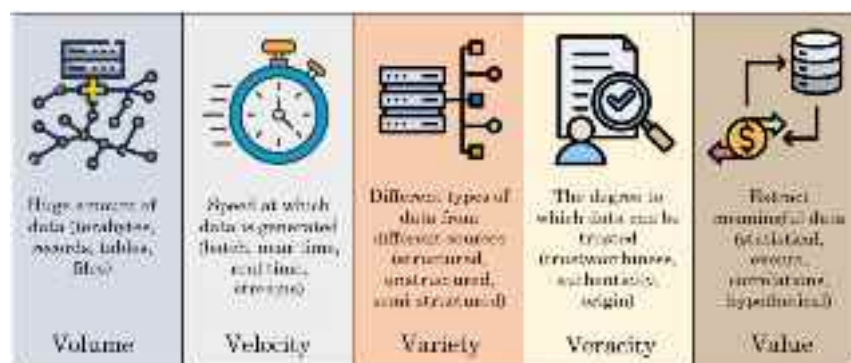 Huge amount of
data (terabytes,
records, tables,
files)
Volume
Speed at which
data is generated
(batch, near time,
real time,
streams)
Velocity
Different types of
data from
different sources
(structured,
unstructured,
semi structured)
Variety
The degree to
which data can be
trusted
(trustworthiness,
authenticity,
origin)
Veracity
Extract
meaningful data
(statistical,
events,
correlations,
hypothetical)
Value